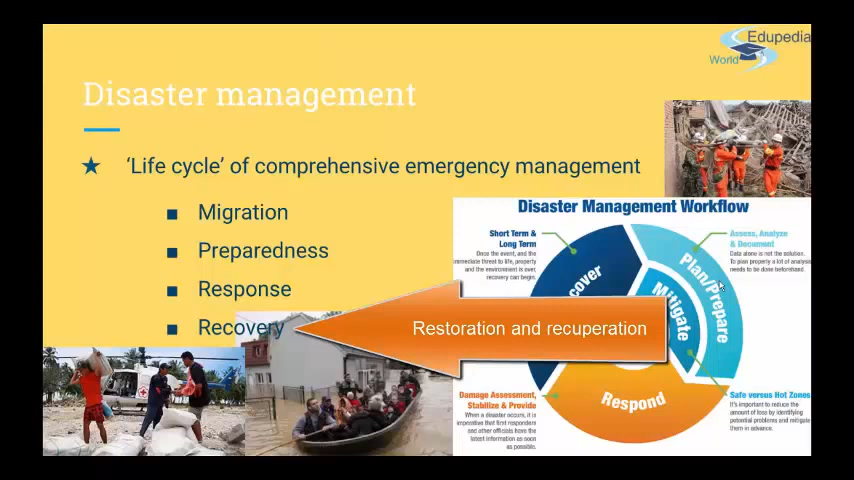 Edupedia
World
Disaster management
★ ‘Life cycle’ of comprehensive emergency management
■ Migration
■ Preparedness
■ Response
■ Recovery
Restoration and recuperation
Disaster Management Workflow
Short Term &
Long Term
Once the event, and the
immediate threat to life, property
and the environment is over,
recovery can begin.
Assess, Analyze
& Document
Data alone is not the solution.
To plan properly a lot of analysis
needs to be done beforehand.
Plan/Prepare
Mitigate
cover
Respond
Damage Assessment,
Stabilize & Provide
When a disaster occurs, it is
imperative that first responders
and other officials have the
latest information as soon
as possible.
Safe versus Hot Zones
It's important to reduce the
amount of loss by identifying
potential problems and mitigate
them in advance.